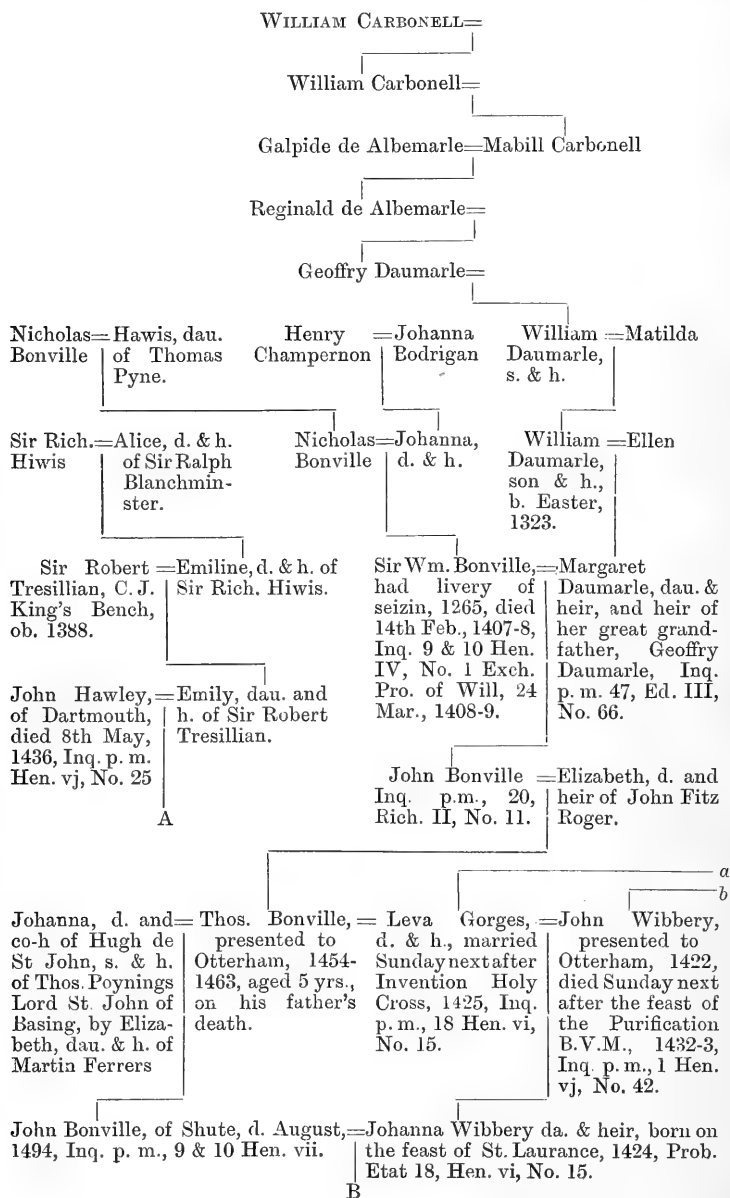 WILLIAM CARBONELL=
William Carbonell=
Galpide de Albemarle=Mabill Carbonell
Reginald de Albemarle=
Geoffry Daumarle=
Nicholas=Hawis, dau.
Bonville of Thomas
Pyne.
Henry =Johanna
Champernon Bodrigan
William =Matilda
Daumarle,
s. & h.
Sir Rich.=Alice, d. & h.
Hiwis of Sir Ralph
Blanchmin-
ster.
Nicholas=Johanna,
Bonville d. & h.
William =Ellen
Daumarle,
son & h.,
b. Easter,
1323.
Sir Robert =Emiline, d. & h. of
Tresillian, C. J. Sir Rich. Hiwis.
King's Bench,
ob. 1388.
Sir Wm. Bonville,=
had livery of
seizin, 1265, died
14th Feb., 1407-8,
Inq. 9 & 10 Hen.
IV, No. 1 Exch.
Pro. of Will, 24
Mar., 1408-9.
Margaret
Daumarle, dau. &
heir, and heir of
her great grand-
father, Geoffry
Daumarle, Inq.
p. m. 47, Ed. III,
No. 66.
John Hawley,=Emily, dau. and
of Dartmouth, h. of Sir Robert
died 8th May, Tresillian.
1436, Inq. p. m.
Hen. vj, No. 25
A
John Bonville =Elizabeth, d. and
Inq. p.m., 20, heir of John Fitz
Rich. II, No. 11. Roger.
a
b
Johanna, d. and=
co-h of Hugh de
St John, s. & h.
of Thos. Poynings
Lord St. John of
Basing, by Eliza-
beth, dau. & h. of
Martin Ferrers
Thos. Bonville, =
presented to
Otterham, 1454-
1463, aged 5 yrs.,
on his father's
death.
Leva Gorges, =
d. & h., married
Sunday next after
Invention Holy
Cross, 1425, Inq.
p. m., 18 Hen. vi,
No. 15.
John Wibbery,
presented to
Otterham, 1422,
died Sunday next
after the feast of
the Purification
B.V.M., 1432-3,
Inq. p. m., 1 Hen.
vj, No. 42.
John Bonville, of Shute, d. August,=Johanna Wibbery da. & heir, born on
1494, Inq. p. m., 9 & 10 Hen. vii. the feast of St. Laurance, 1424, Prob.
Etat 18, Hen. vi, No. 15.
B